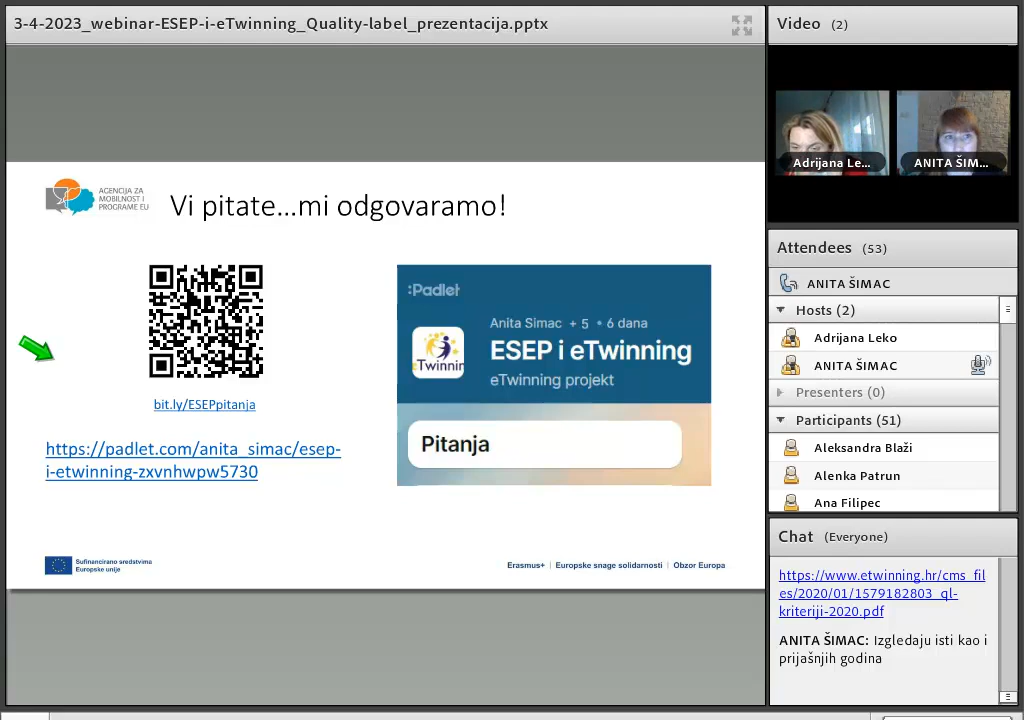 3-4-2023_webinar-ESEP-i-eTwinning_Quality-label_prezentacija.pptx
AGENCIJA ZA
MOBILNOST I
PROGRAME EU
Vi pitate...mi odgovaramo!
bit.ly/ESEPpitanja
https://padlet.com/anita_simac/esep-
i-etwinning-zxvnhwpw5730
:Padlet
Anita Simac + 5 • 6 dana
eTwinnin
ESEP i eTwinning
eTwinning projekt
Pitanja
Sufinancirano sredstvima
Europske unije
Erasmus+ | Europske snage solidarnosti | Obzor Europa
Video (2)
Adrijana Le...
ANITA ŠIM...
Attendees (53)
ANITA ŠIMAC
Hosts (2)
Adrijana Leko
ANITA ŠIMAC
Presenters (0)
Participants (51)
Aleksandra Blaži
Alenka Patrun
Ana Filipec
Chat (Everyone)
https://www.etwinning.hr/cms_fil
es/2020/01/1579182803_ql-
kriteriji-2020.pdf
ANITA ŠIMAC: Izgledaju isti kao i
prijašnjih godina